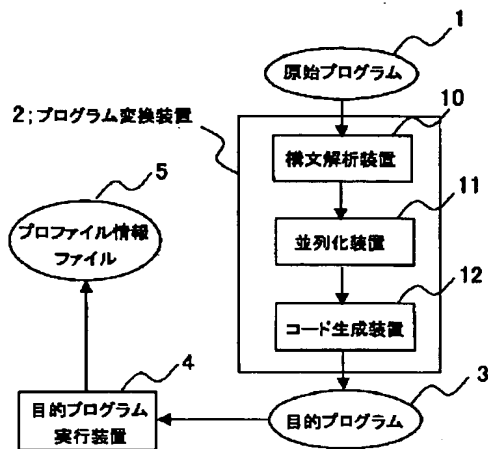 1
原始プログラム
2;プログラム変換装置
10
構文解析装置
5
11
プロファイル情報
ファイル
並列化装置
12
コード生成装置
4
3
目的プログラム
実行装置
目的プログラム